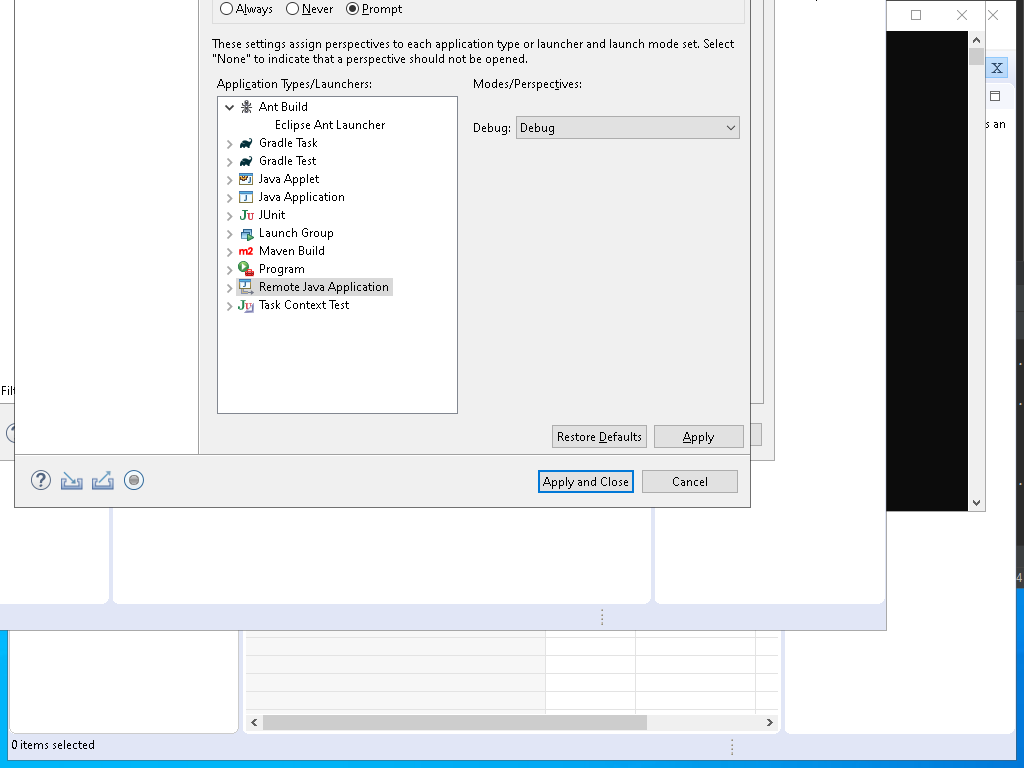 Always Never Prompt
These settings assign perspectives to each application type or launcher and launch mode set. Select
"None" to indicate that a perspective should not be opened.
Application Types/Launchers:
Modes/Perspectives:
Ant Build
Eclipse Ant Launcher
Gradle Task
Gradle Test
Java Applet
Java Application
JUnit
Launch Group
Maven Build
Program
Remote Java Application
Task Context Test
Debug: Debug
Restore Defaults
Apply
Apply and Close
Cancel
X
s an
Filt
4
0 items selected